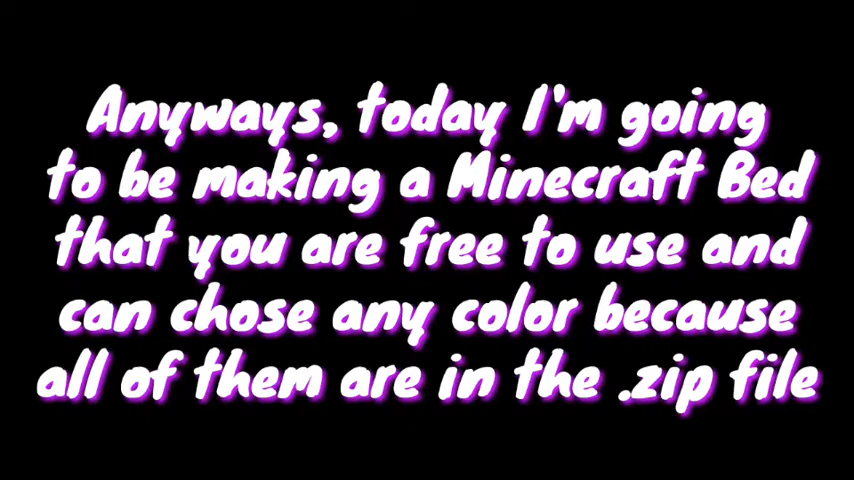 Anyways, today I'm going
to be making a Minecraft Bed
that you are free to use and
can chose any color because
all of them are in the .zip file